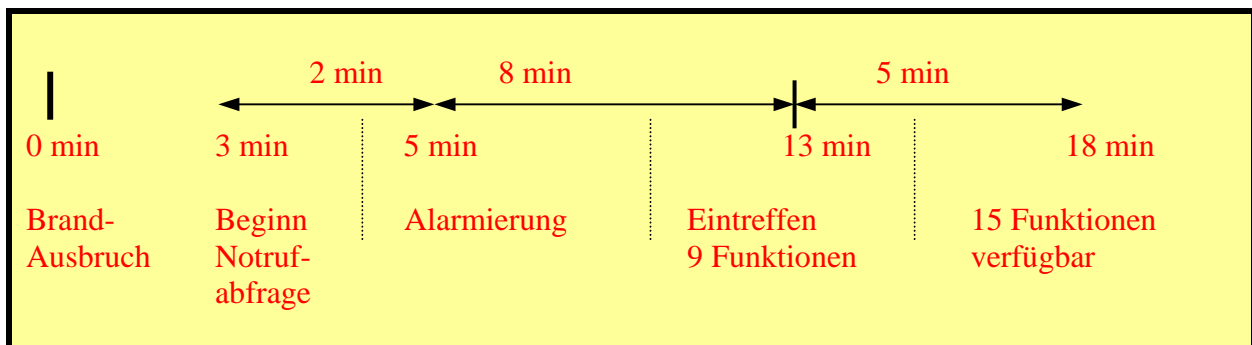 2 min 8 min 5 min
0 min 3 min 5 min 13 min 18 min
Brand- Beginn Alarmierung Eintreffen 15 Funktionen
Ausbruch Notruf- 9 Funktionen verfügbar
abfrage